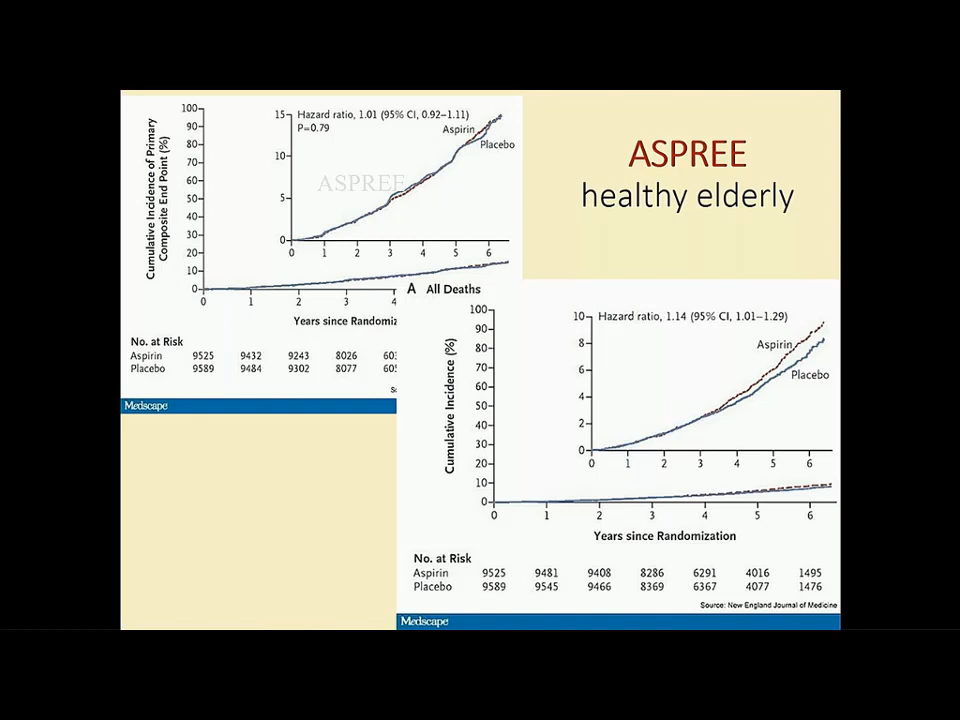 ASPREE
healthy elderly
Cumulative Incidence of Primary
Composite End Point (%)
100
90
80
70
60
50
40
30
20
10
0
15
10
5
0
Hazard ratio, 1.01 (95% CI, 0.92–1.11)
P=0.79
Aspirin
Placebo
ASPREE
0 1 2 3 4 5 6
0 1 2 3 4
Years since Randomiz
No. at Risk
Aspirin 9525 9432 9243 8026
Placebo 9589 9484 9302 8077
Medscape
A All Deaths
Cumulative Incidence (%)
100
90
80
70
60
50
40
30
20
10
0
10
8
6
4
2
0
Hazard ratio, 1.14 (95% CI, 1.01–1.29)
Aspirin
Placebo
0 1 2 3 4 5 6
0 1 2 3 4 5 6
Years since Randomization
No. at Risk
Aspirin 9525 9481 9408 8286 6291 4016 1495
Placebo 9589 9545 9466 8369 6367 4077 1476
Source: New England Journal of Medicine
Medscape